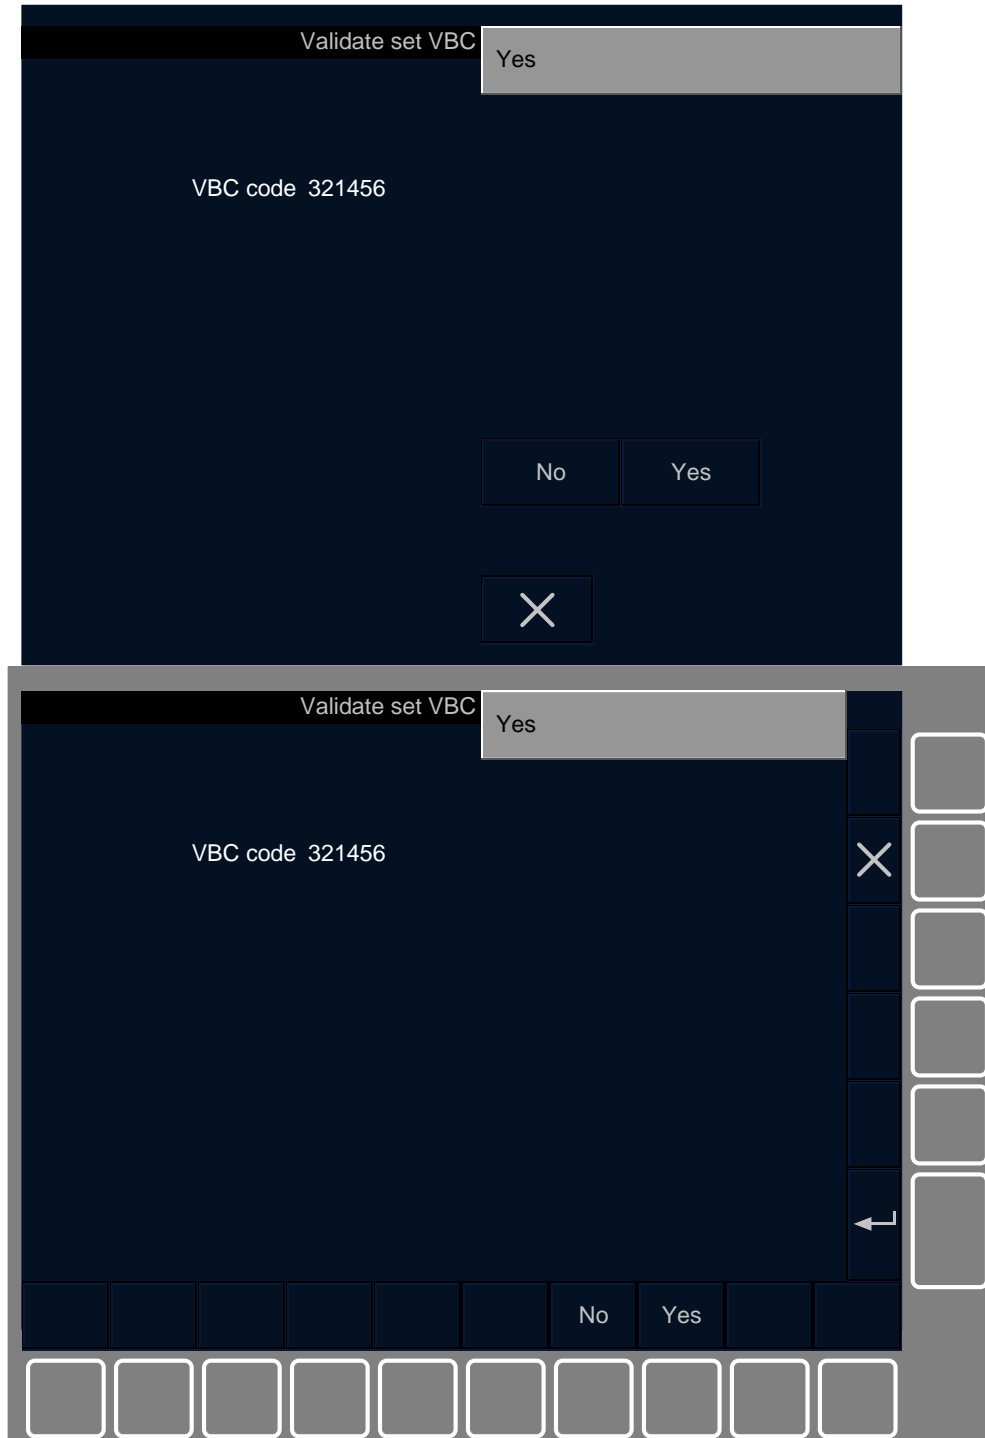 Validate set VBC Yes
VBC code 321456
No Yes
Validate set VBC Yes
VBC code 321456
No Yes